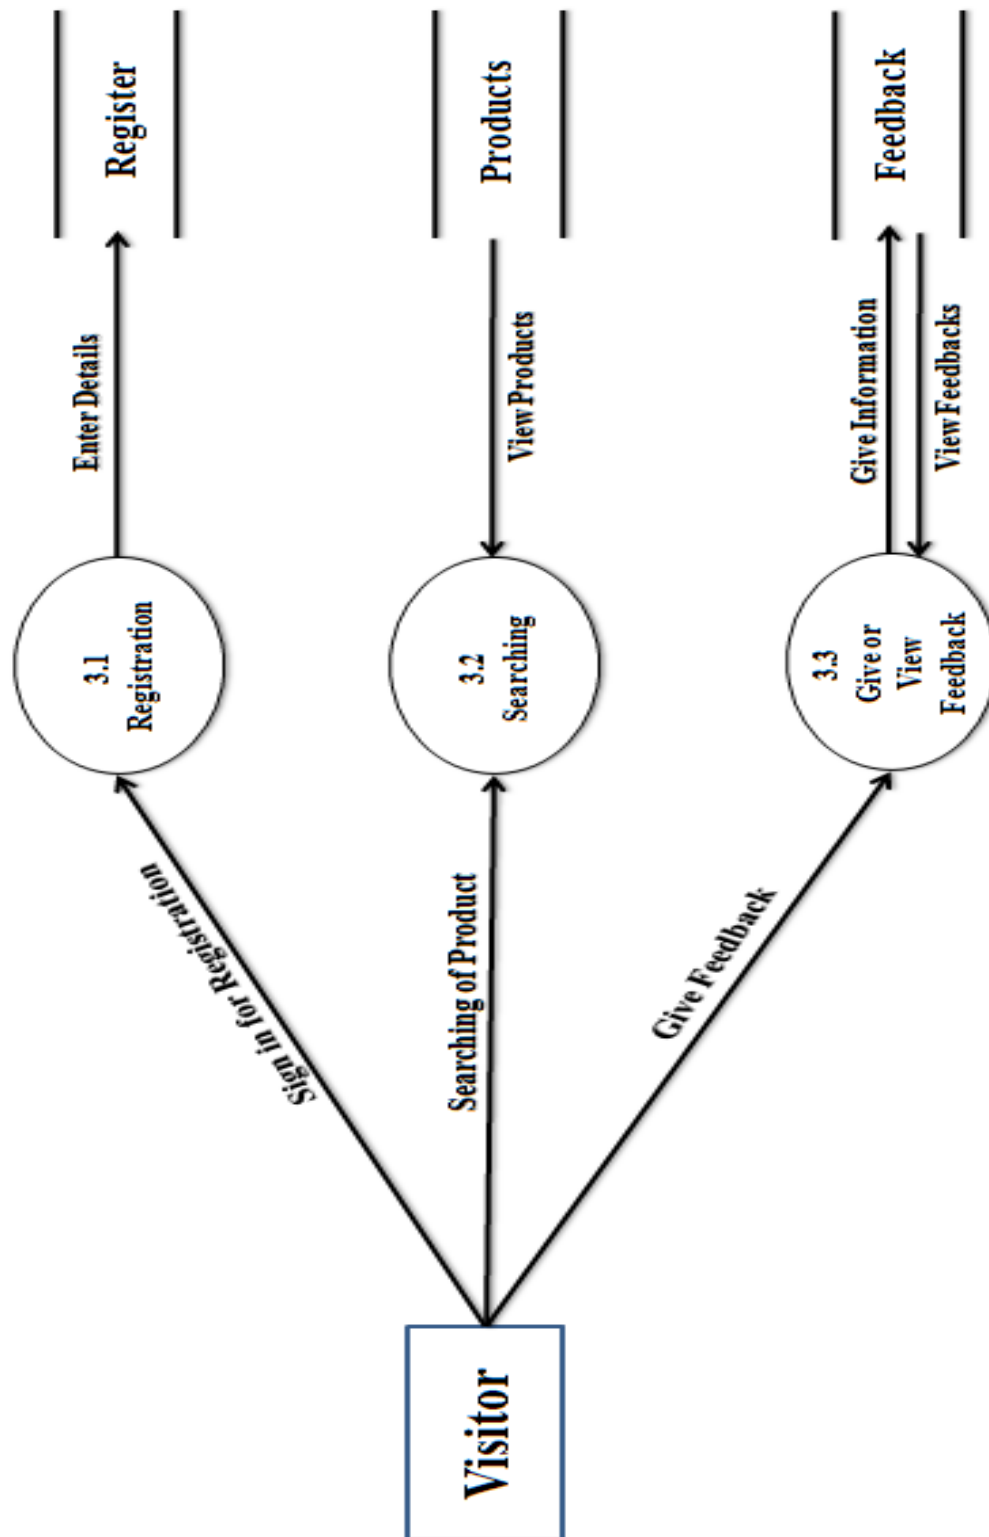 Visitor
Sign in for Registration
3.1
Registration
Enter Details
Register
Searching of Product
3.2
Searching
View Products
Products
Give Feedback
3.3
Give or
View
Feedback
Give Information
View Feedbacks
Feedback